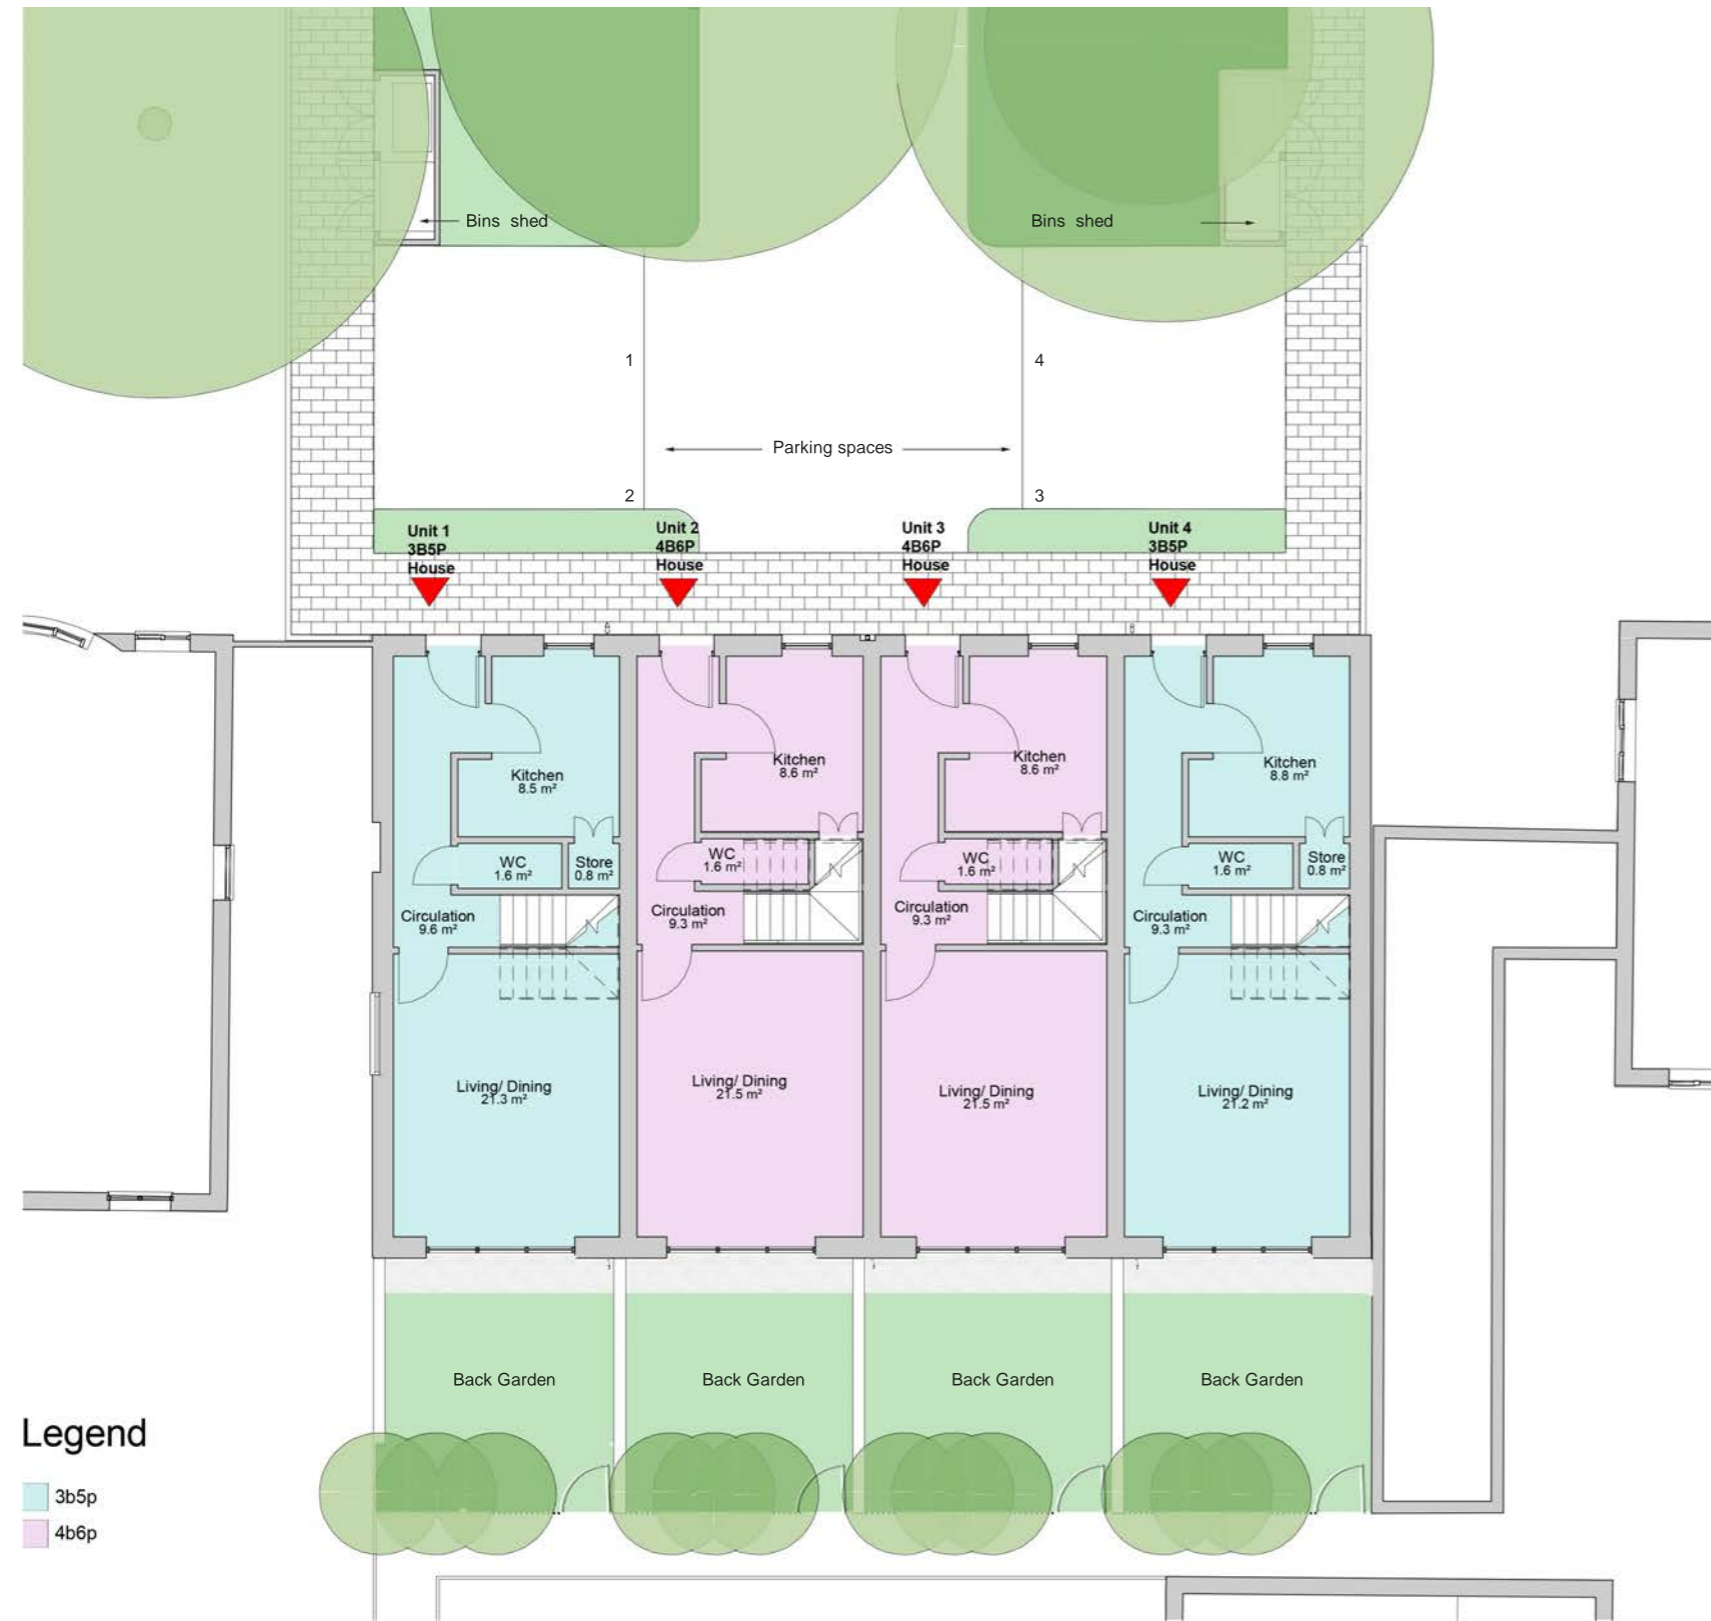 Bins shed
Bins shed
1
4
Parking spaces
2
3
Unit 1
3B5P
House
Unit 2
4B6P
House
Unit 3
4B6P
House
Unit 4
3B5P
House
Kitchen
8.5 m²
Kitchen
8.6 m²
Kitchen
8.6 m²
Kitchen
8.8 m²
WC
1.6 m²
Store
0.8 m²
WC
1.6 m²
WC
1.6 m²
WC
1.6 m²
Store
0.8 m²
Circulation
9.6 m²
Circulation
9.3 m²
Circulation
9.3 m²
Circulation
9.3 m²
Living/ Dining
21.3 m²
Living/ Dining
21.5 m²
Living/ Dining
21.5 m²
Living/ Dining
21.2 m²
Back Garden
Back Garden
Back Garden
Back Garden
Legend
3b5p
4b6p